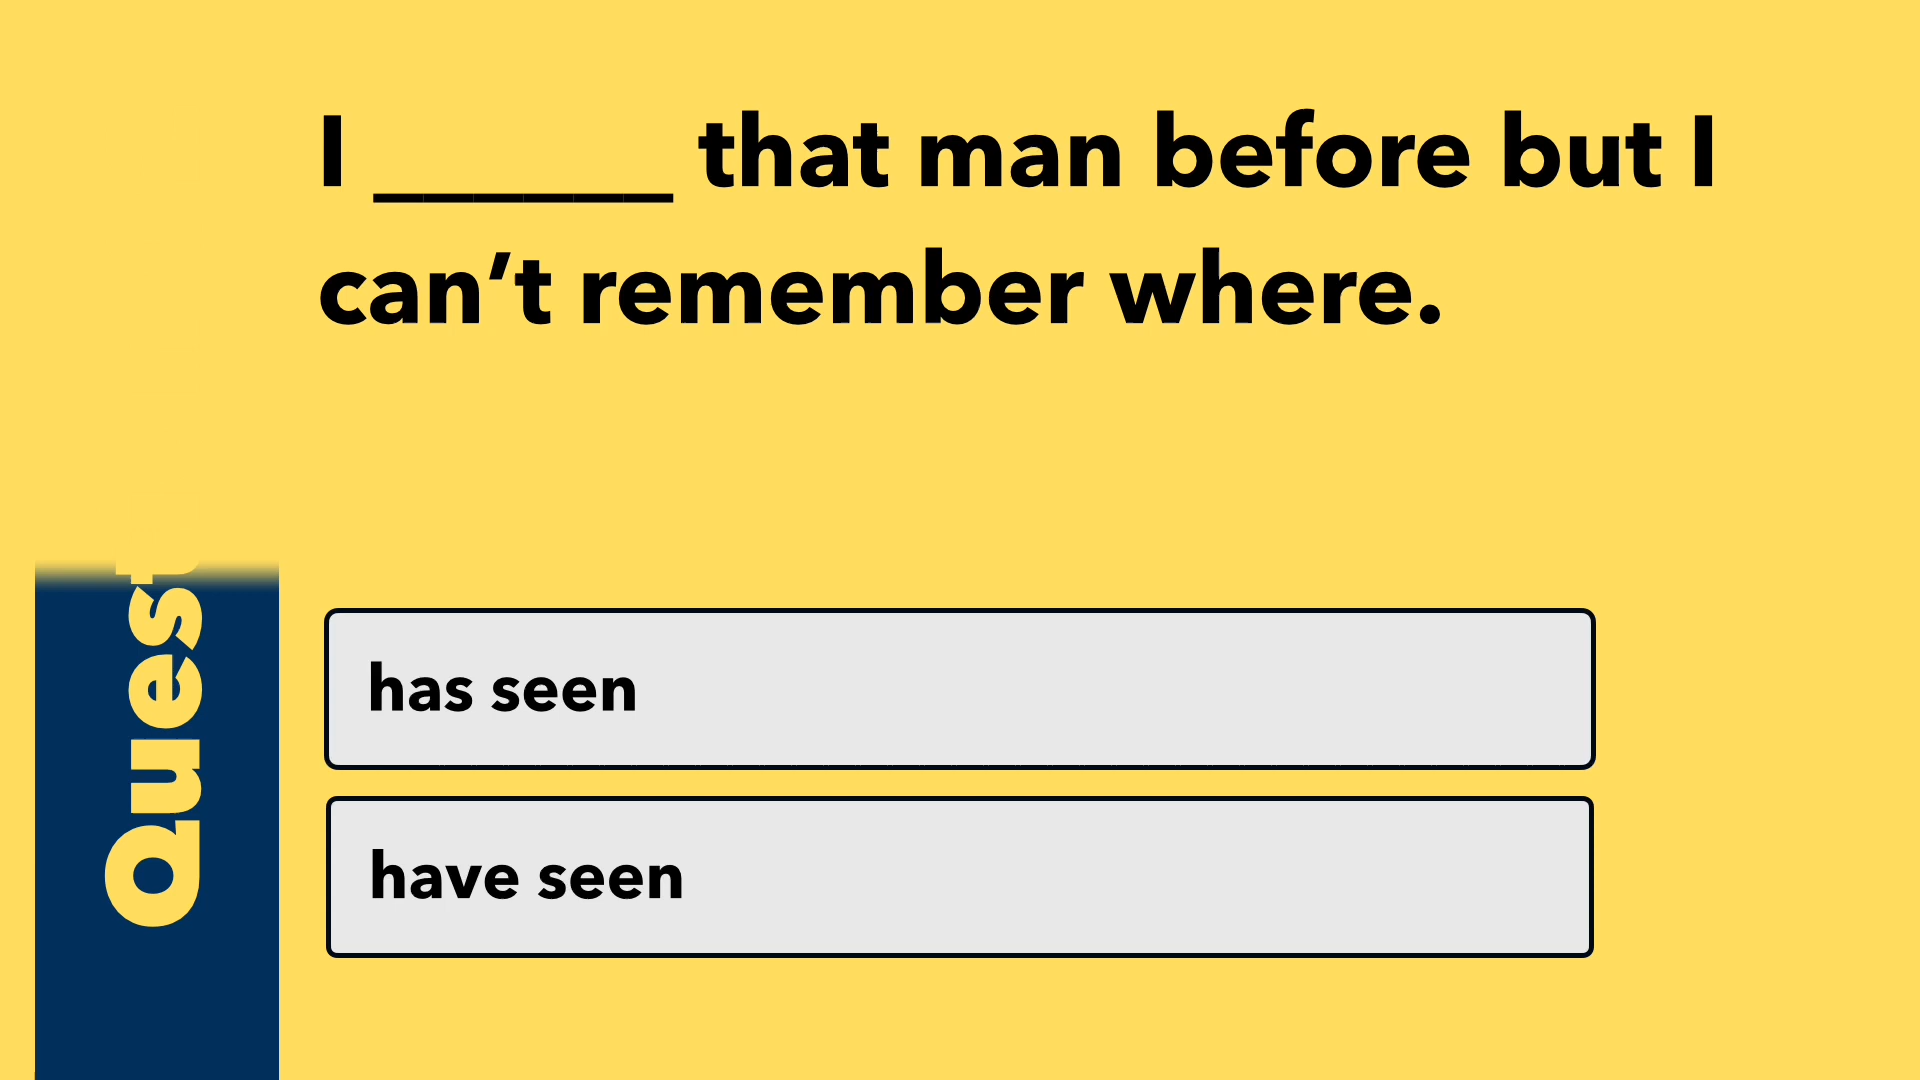 I ______ that man before but I
can’t remember where.
has seen
have seen
Quest